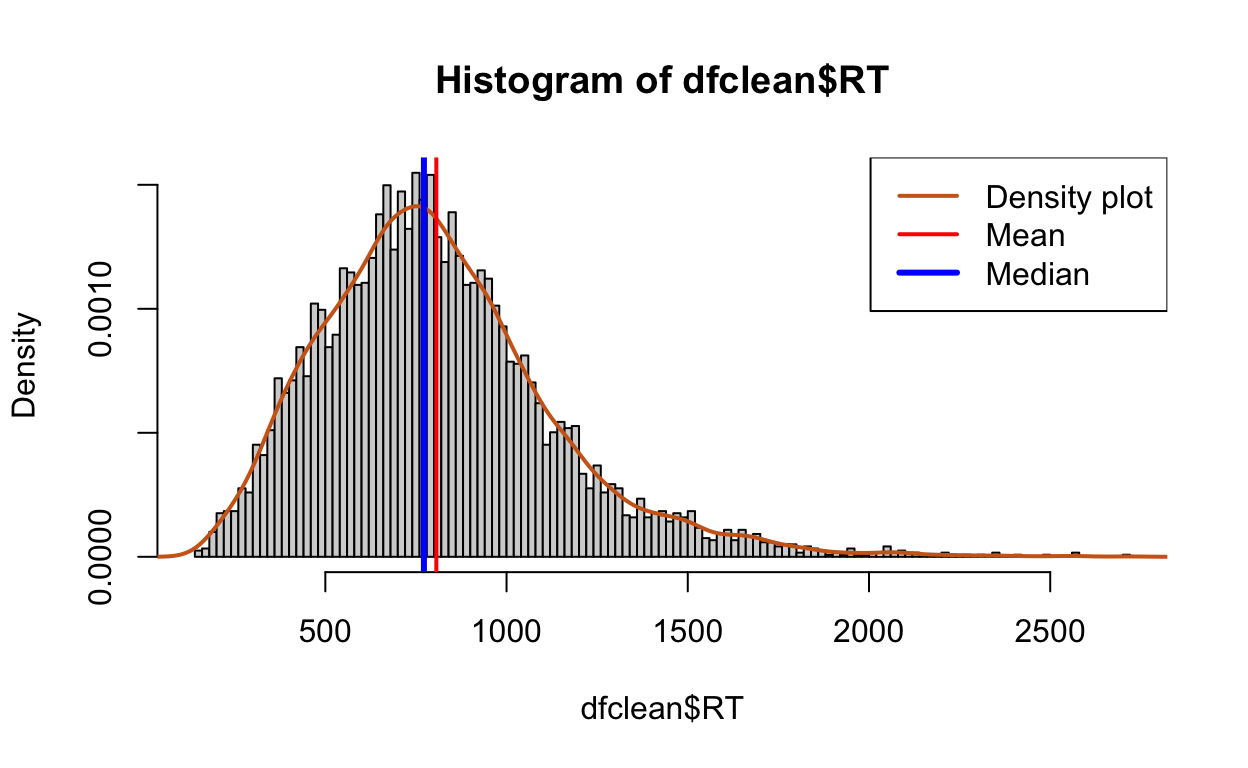 Histogram of dfclean$RT
Density plot
Mean
Median
Density
0.0010
0.0000
500 1000 1500 2000 2500
dfclean$RT